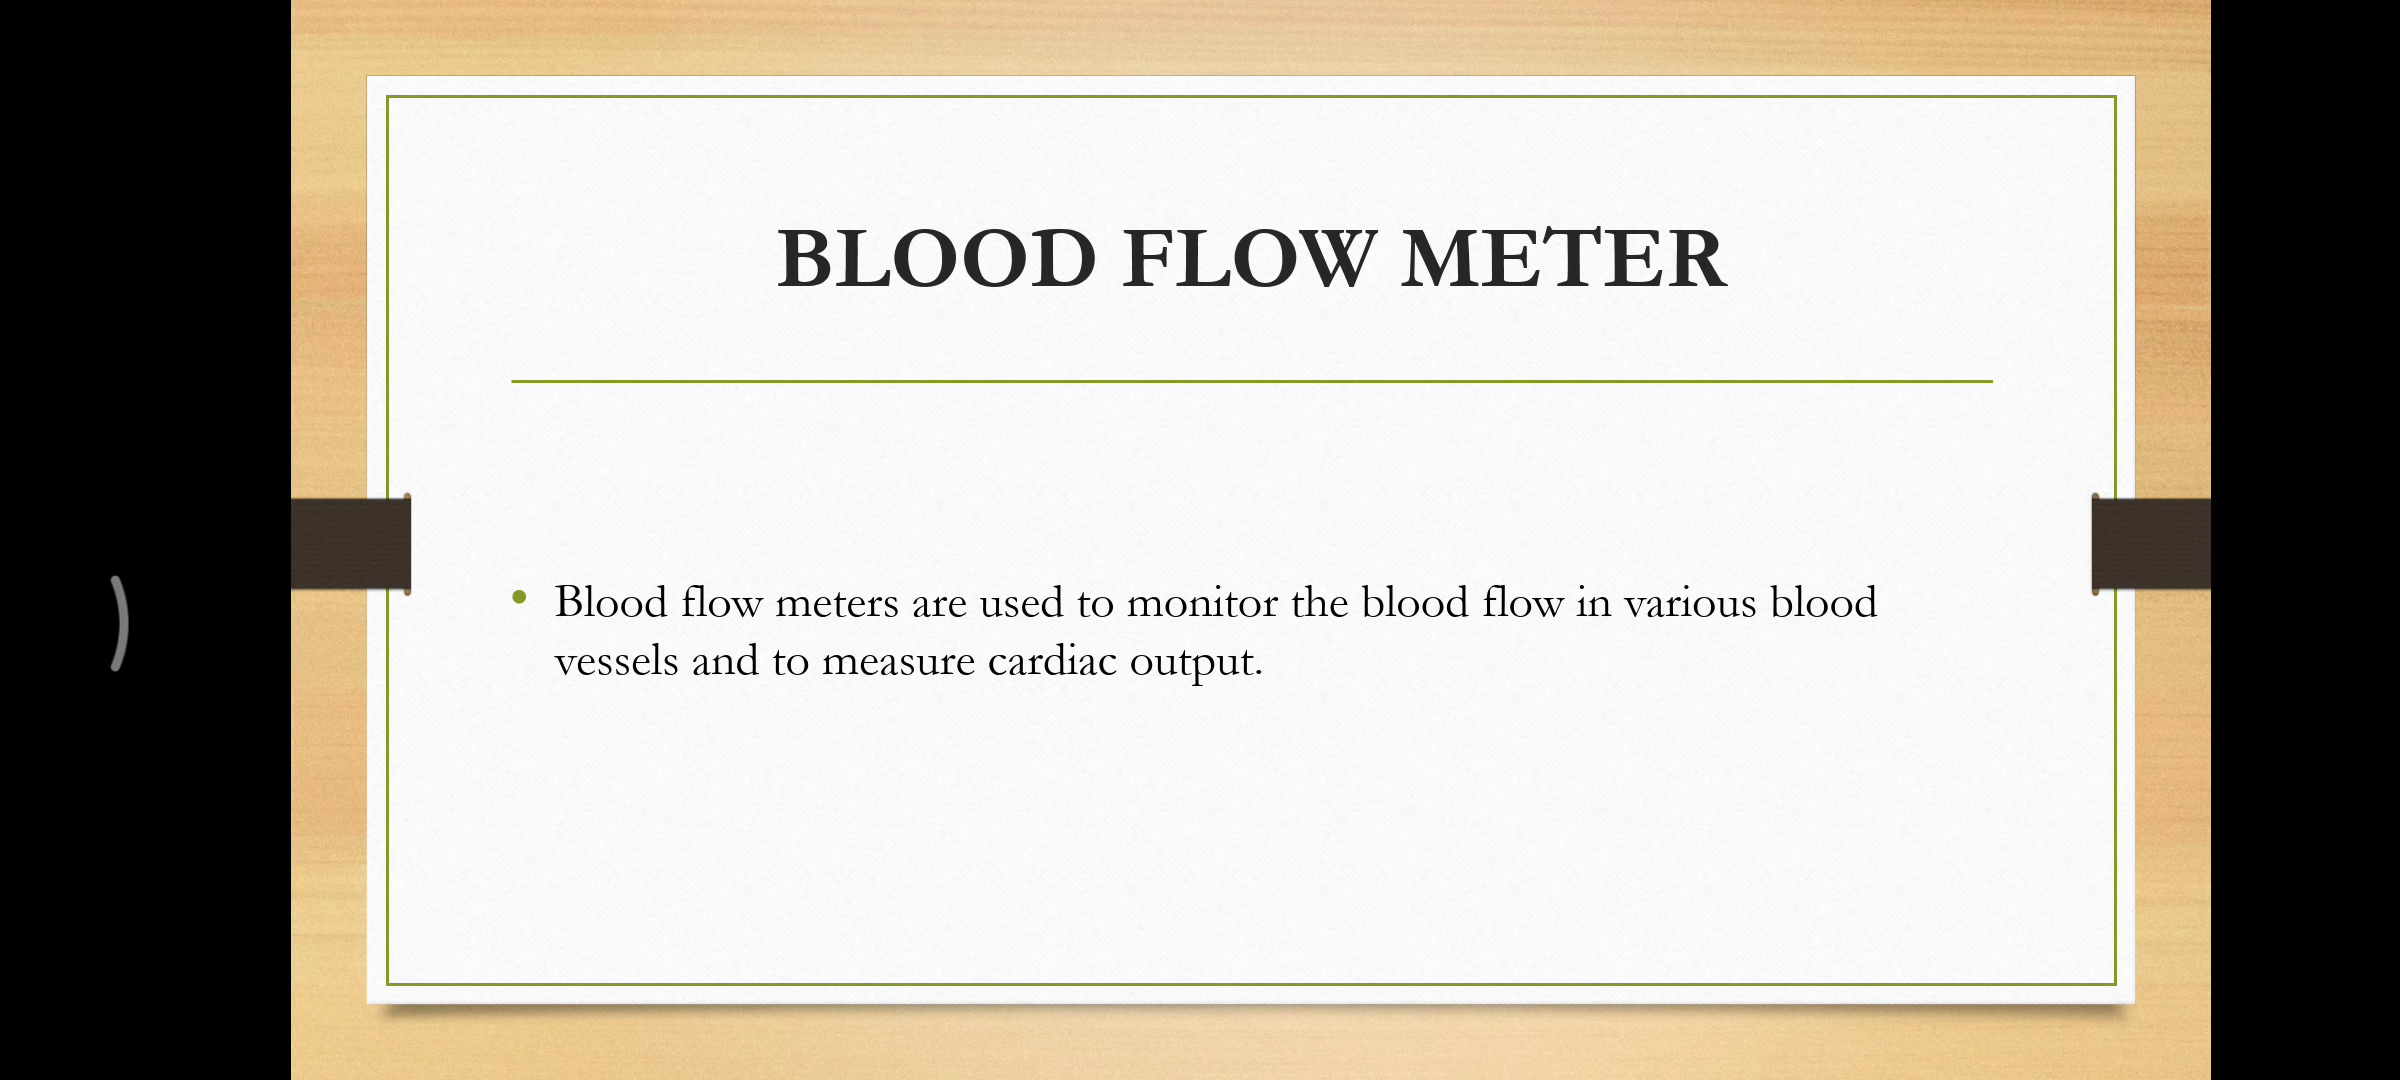 BLOOD FLOW METER
• Blood flow meters are used to monitor the blood flow in various blood
vessels and to measure cardiac output.